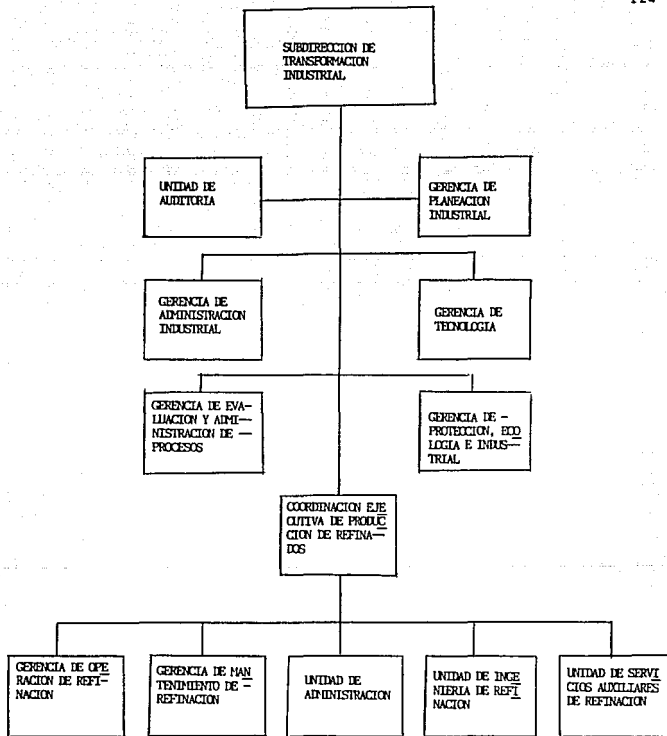 124
SUBDIRECCION DE
TRANSFORMACION
INDUSTRIAL
UNIDAD DE
AUDITORIA
GERENCIA DE
PLANEACION
INDUSTRIAL
GERENCIA DE
ADMINISTRACION
INDUSTRIAL
GERENCIA DE
TECNOLOGIA
GERENCIA DE EVA-
LUACION Y ADMI-
NISTRACION DE -
PROCESOS
GERENCIA DE -
PROTECCION, ECO
LOGIA E INDUS-
TRIAL
COORDINACION EJE
CUTIVA DE PRODUC
CION DE REFINA-
DOS
GERENCIA DE OPE
RACION DE REFI-
NACION
GERENCIA DE MAN
TENIMIENTO DE -
REFINACION
UNIDAD DE
ADMINISTRACION
UNIDAD DE INGE
NIERIA DE REFI
NACION
UNIDAD DE SERVI
CIOS AUXILIARES
DE REFINACION